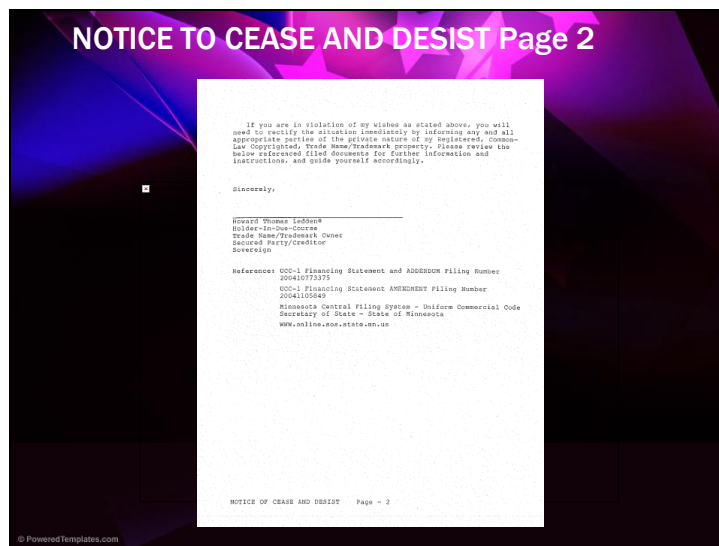 NOTICE TO CEASE AND DESIST Page 2
If you are in violation of my wishes as stated above, you will
need to rectify the situation immediately by informing any and all
appropriate parties of the private nature of my Registered, Common-
Law Copyrighted, Trade Name/Trademark property. Please review the
below referenced filed documents for further information and
instructions, and guide yourself accordingly.
Sincerely,
Howard Thomas Ledden®
Holder-In-Due-Course
Trade Name/Trademark Owner
Secured Party/Creditor
Sovereign
Reference: UCC-1 Financing Statement and ADDENDUM Filing Number
200410773375
UCC-1 Financing Statement AMENDMENT Filing Number
20041105849
Minnesota Central Filing System - Uniform Commercial Code
Secretary of State - State of Minnesota
WWW.online.sos.state.mn.us
NOTICE OF CEASE AND DESIST Page - 2
© PoweredTemplates.com